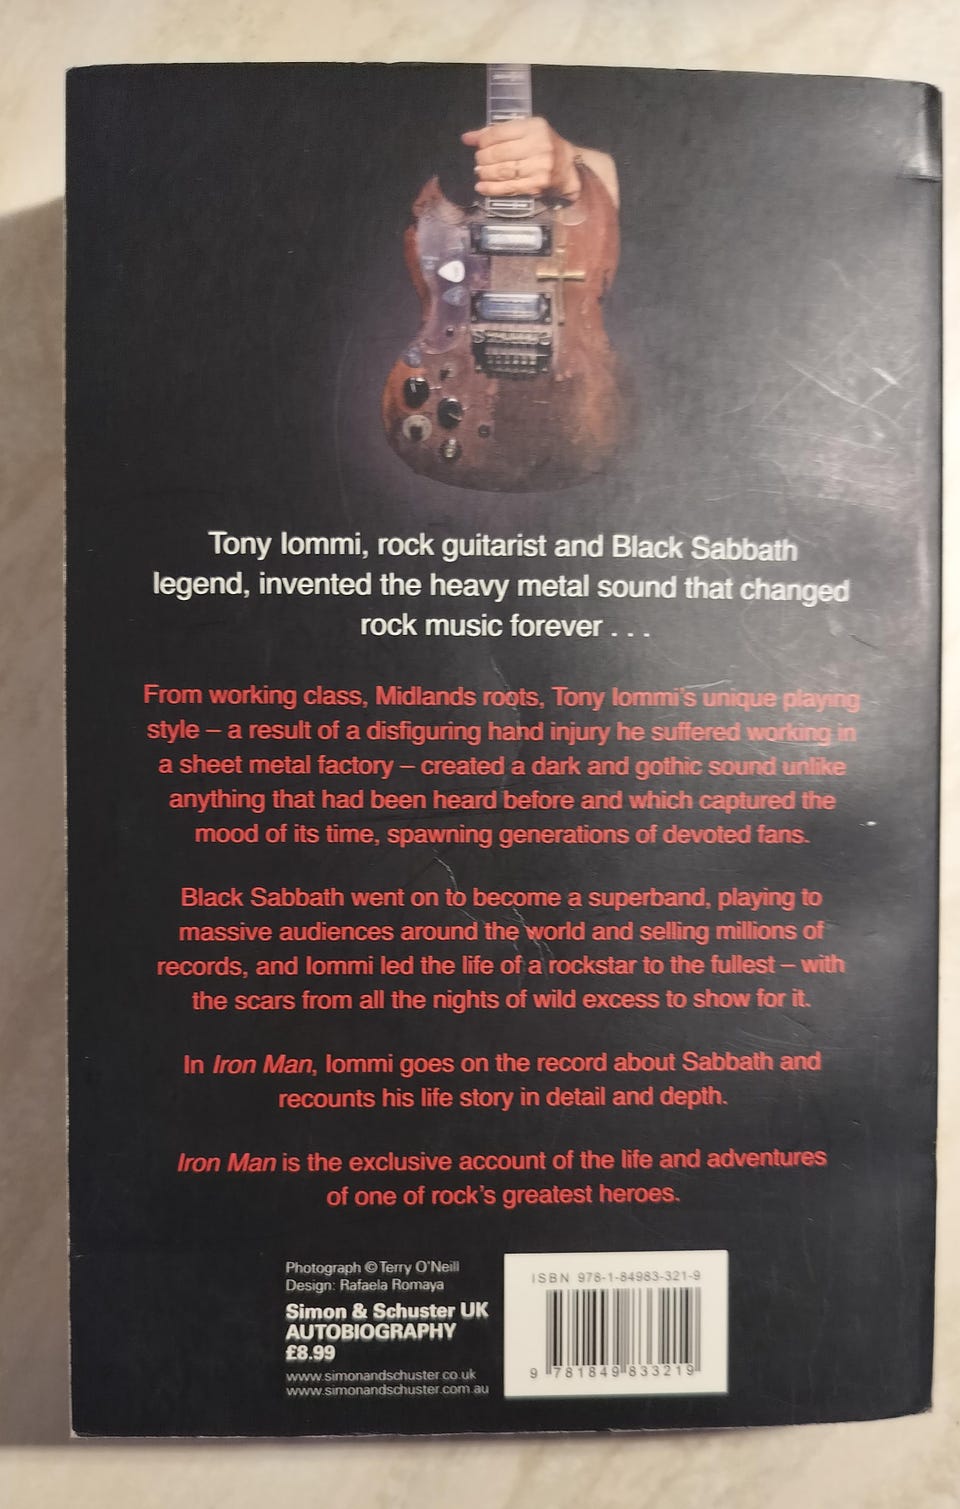 Tony Iommi, rock guitarist and Black Sabbath
legend, invented the heavy metal sound that changed
rock music forever . . .
From working class, Midlands roots, Tony Iommi's unique playing
style – a result of a disfiguring hand injury he suffered working in
a sheet metal factory – created a dark and gothic sound unlike
anything that had been heard before and which captured the
mood of its time, spawning generations of devoted fans.
Black Sabbath went on to become a superband, playing to
massive audiences around the world and selling millions of
records, and Iommi led the life of a rockstar to the fullest – with
the scars from all the nights of wild excess to show for it.
In Iron Man, Iommi goes on the record about Sabbath and
recounts his life story in detail and depth.
Iron Man is the exclusive account of the life and adventures
of one of rock's greatest heroes.
Photograph © Terry O'Neill
Design: Rafaela Romaya
Simon & Schuster UK
AUTOBIOGRAPHY
£8.99
www.simonandschuster.co.uk
www.simonandschuster.com.au
ISBN 978-1-84983-321-9
9 781849 833219